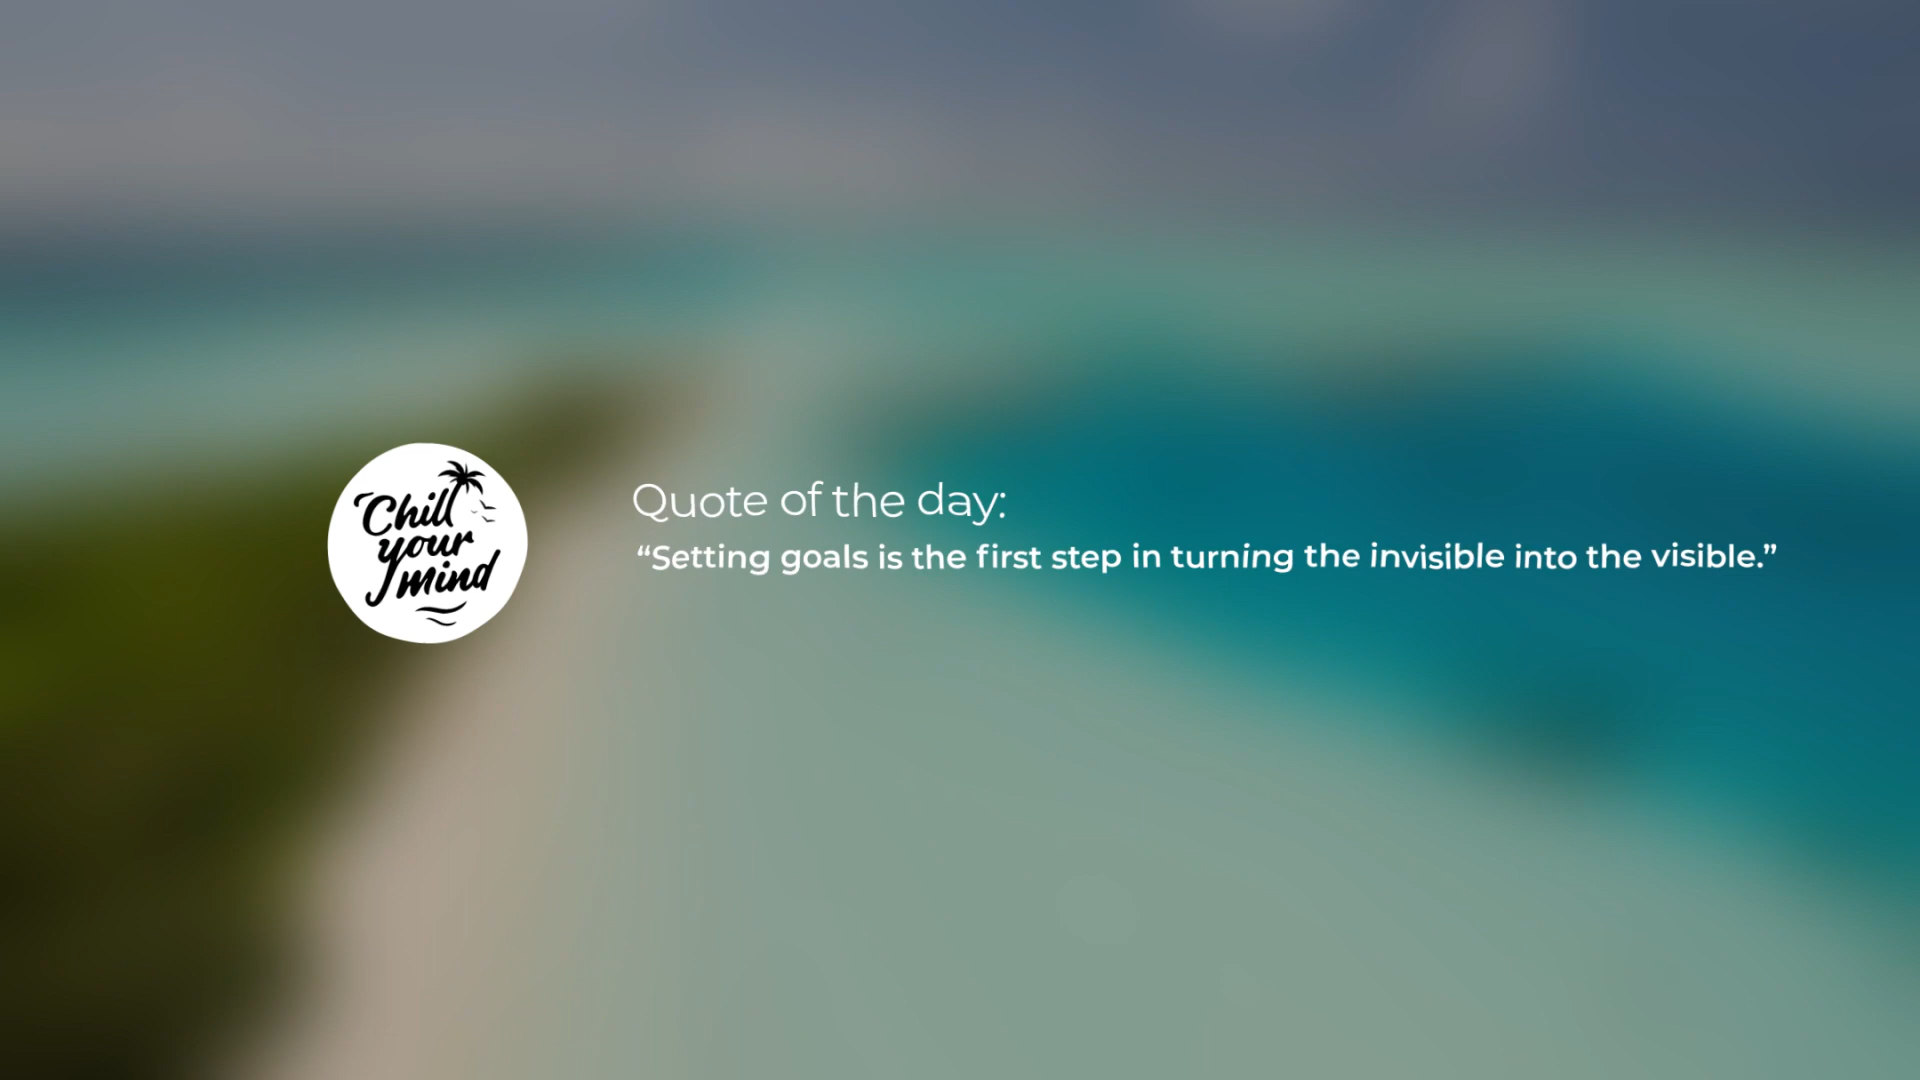 Chill
your
mind
Quote of the day:
“Setting goals is the first step in turning the invisible into the visible.”